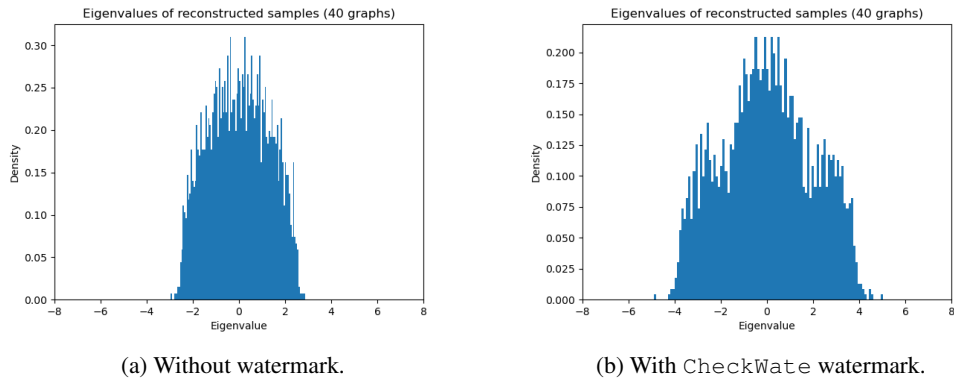 Eigenvalues of reconstructed samples (40 graphs)
0.30
0.25
0.20
0.15
0.10
0.05
0.00
Density
−8 −6 −4 −2 0 2 4 6 8
Eigenvalue
(a) Without watermark.
Eigenvalues of reconstructed samples (40 graphs)
0.200
0.175
0.150
0.125
0.100
0.075
0.050
0.025
0.000
Density
−8 −6 −4 −2 0 2 4 6 8
Eigenvalue
(b) With CheckWate watermark.